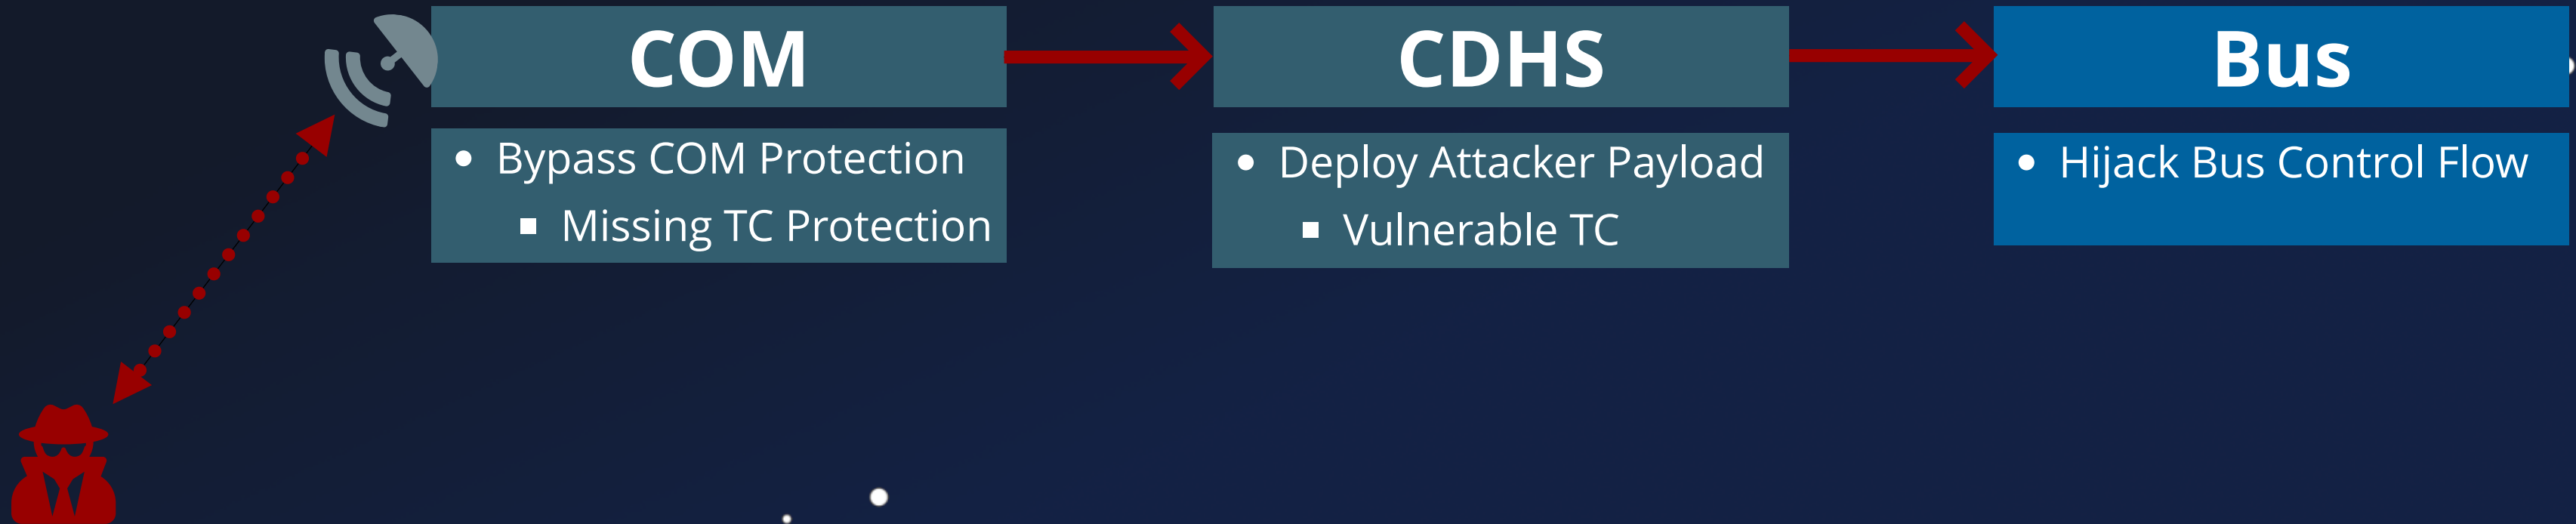 COM
Bypass COM Protection
Missing TC Protection
CDHS
Deploy Attacker Payload
Vulnerable TC
Bus
Hijack Bus Control Flow